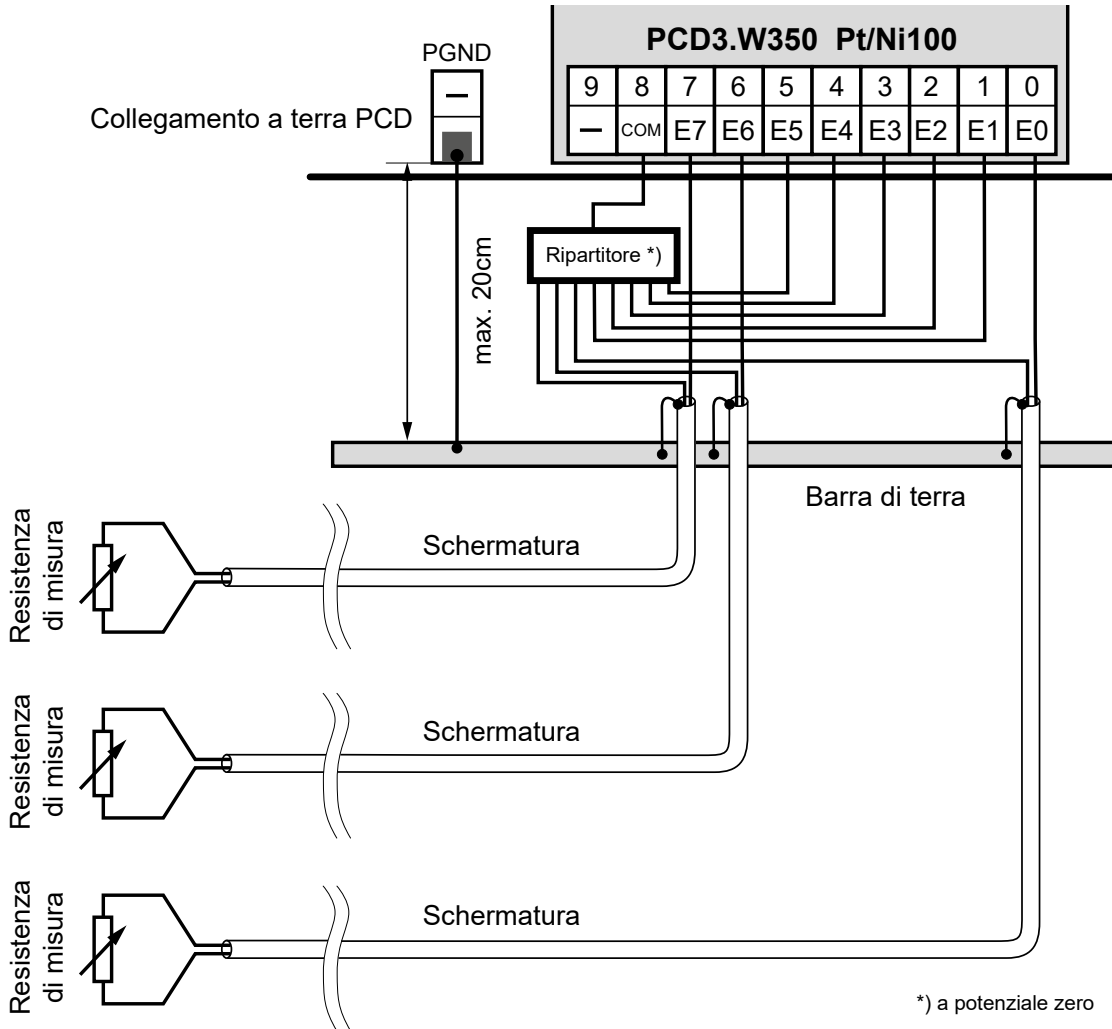 PCD3.W350 Pt/Ni100
PGND
9 8 7 6 5 4 3 2 1 0
– COM E7 E6 E5 E4 E3 E2 E1 E0
–
Collegamento a terra PCD
Ripartitore *)
max. 20cm
Barra di terra
Resistenza
di misura
Schermatura
Resistenza
di misura
Schermatura
Resistenza
di misura
Schermatura
*) a potenziale zero